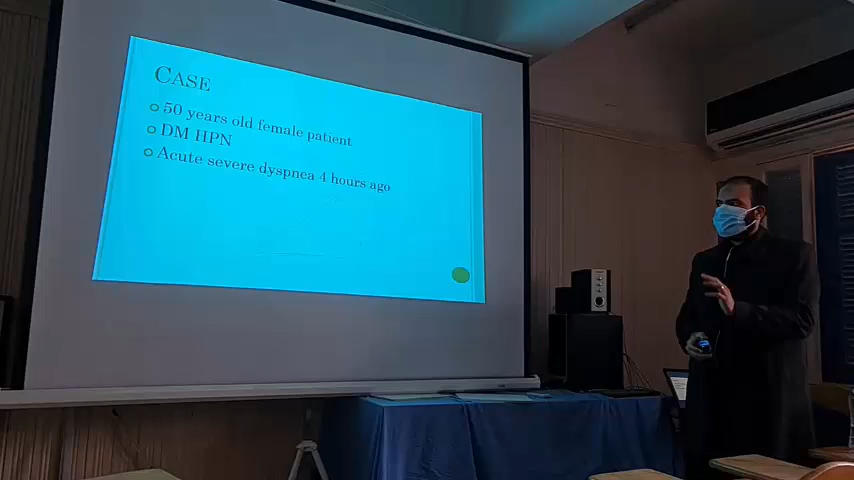 CASE
50 years old female patient
DM HPN
Acute severe dyspnea 4 hours ago